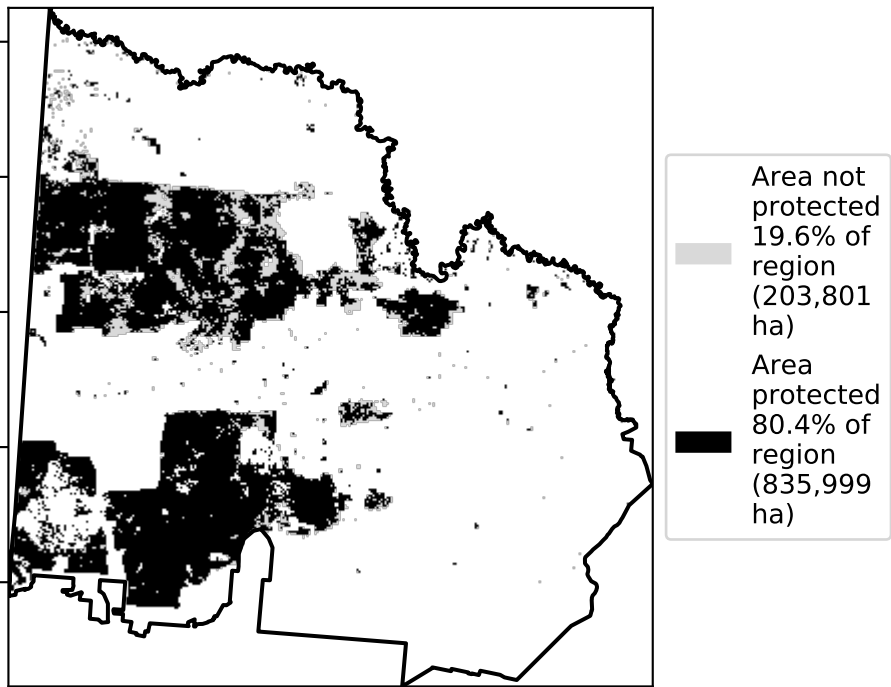 Area not
protected
19.6% of
region
(203,801
ha)
Area
protected
80.4% of
region
(835,999
ha)